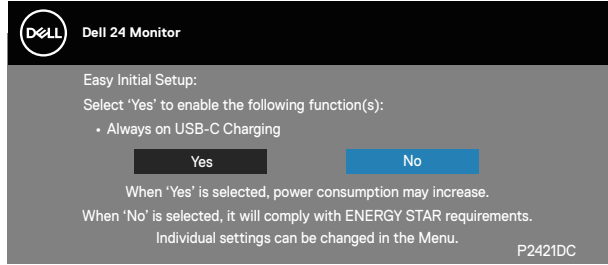 DELL Dell 24 Monitor
Easy Initial Setup:
Select ‘Yes’ to enable the following function(s):
• Always on USB-C Charging
Yes No
When ‘Yes’ is selected, power consumption may increase.
When ‘No’ is selected, it will comply with ENERGY STAR requirements.
Individual settings can be changed in the Menu.
P2421DC